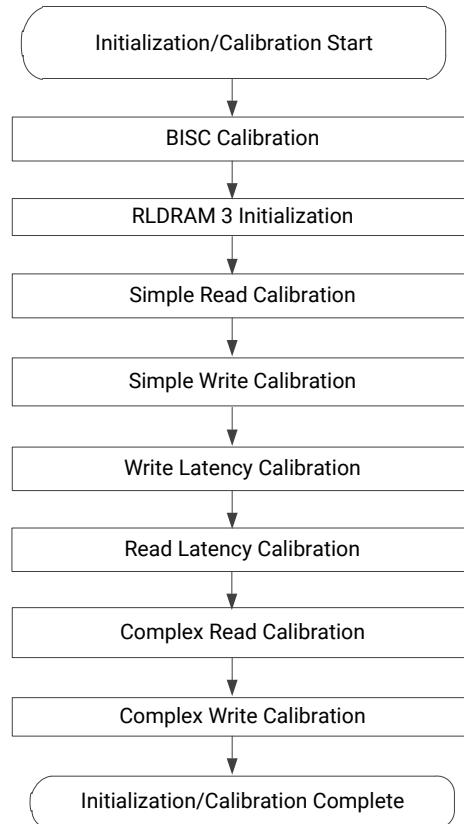 Initialization/Calibration Start
BISC Calibration
RLDRAM 3 Initialization
Simple Read Calibration
Simple Write Calibration
Write Latency Calibration
Read Latency Calibration
Complex Read Calibration
Complex Write Calibration
Initialization/Calibration Complete